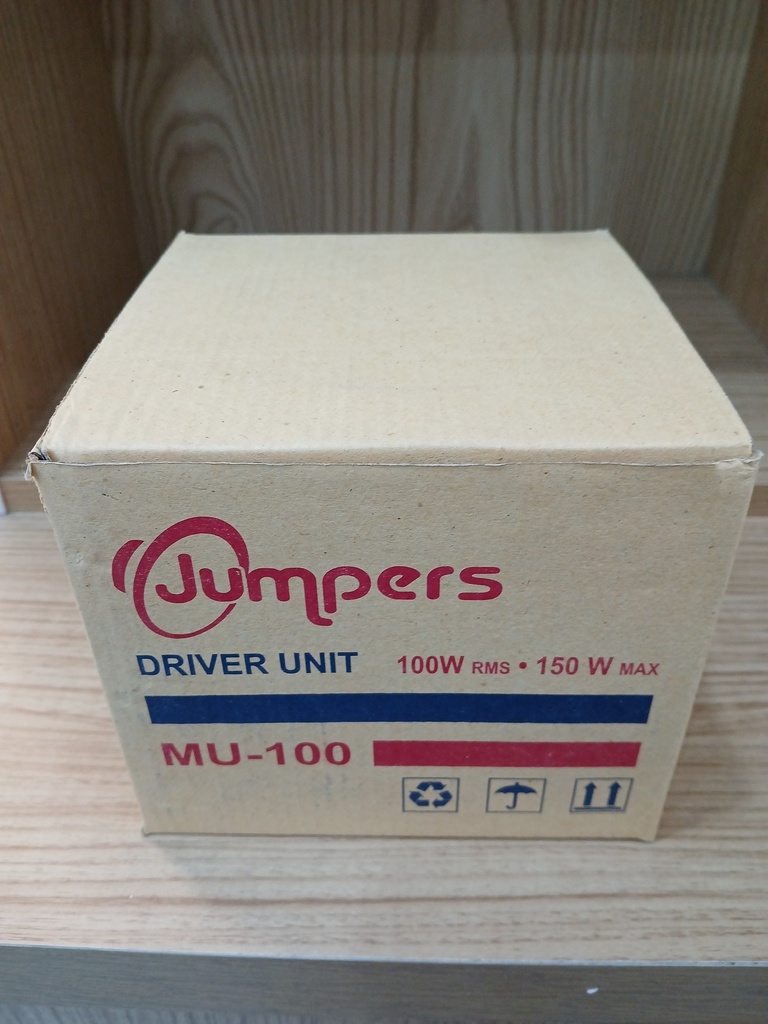 Jumpers
DRIVER UNIT 100W RMS • 150 W MAX
MU-100